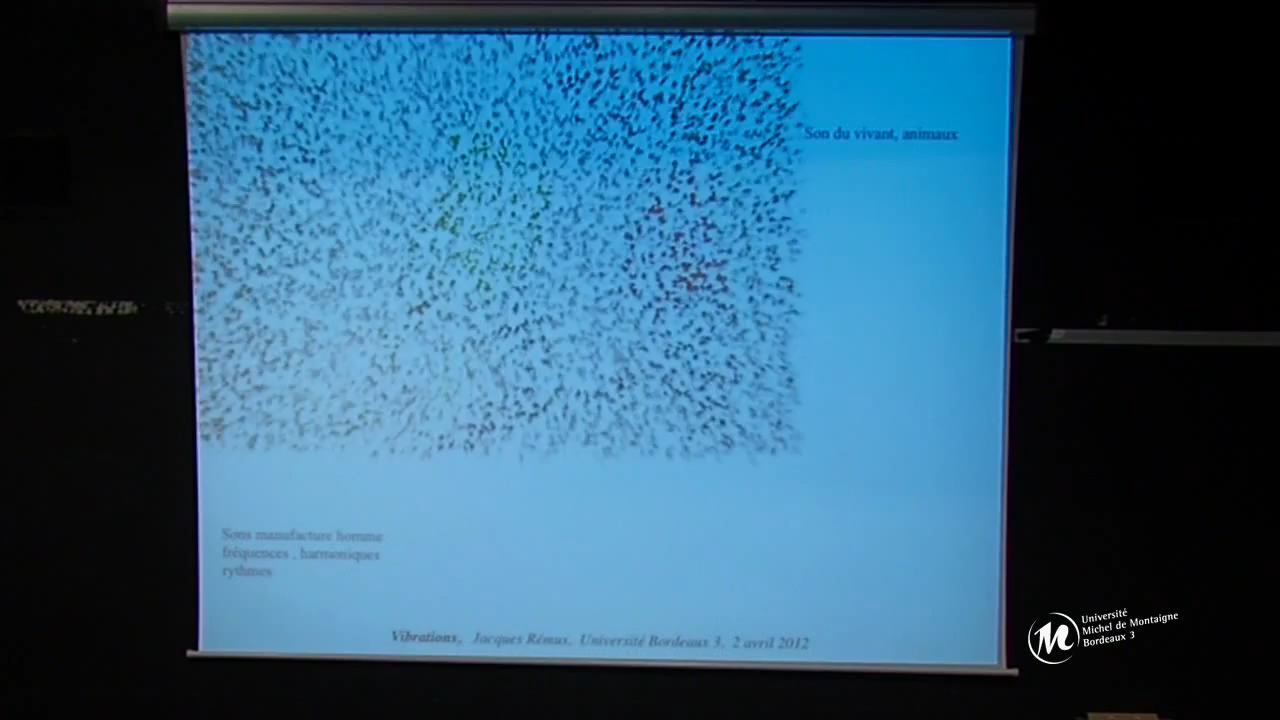 Son du vivant, animaux
Sons manufacture homme
fréquences , harmoniques
rythmes
Vibrations, Jacques Rémus, Université Bordeaux 3, 2 avril 2012
Université
Michel de Montaigne
Bordeaux 3